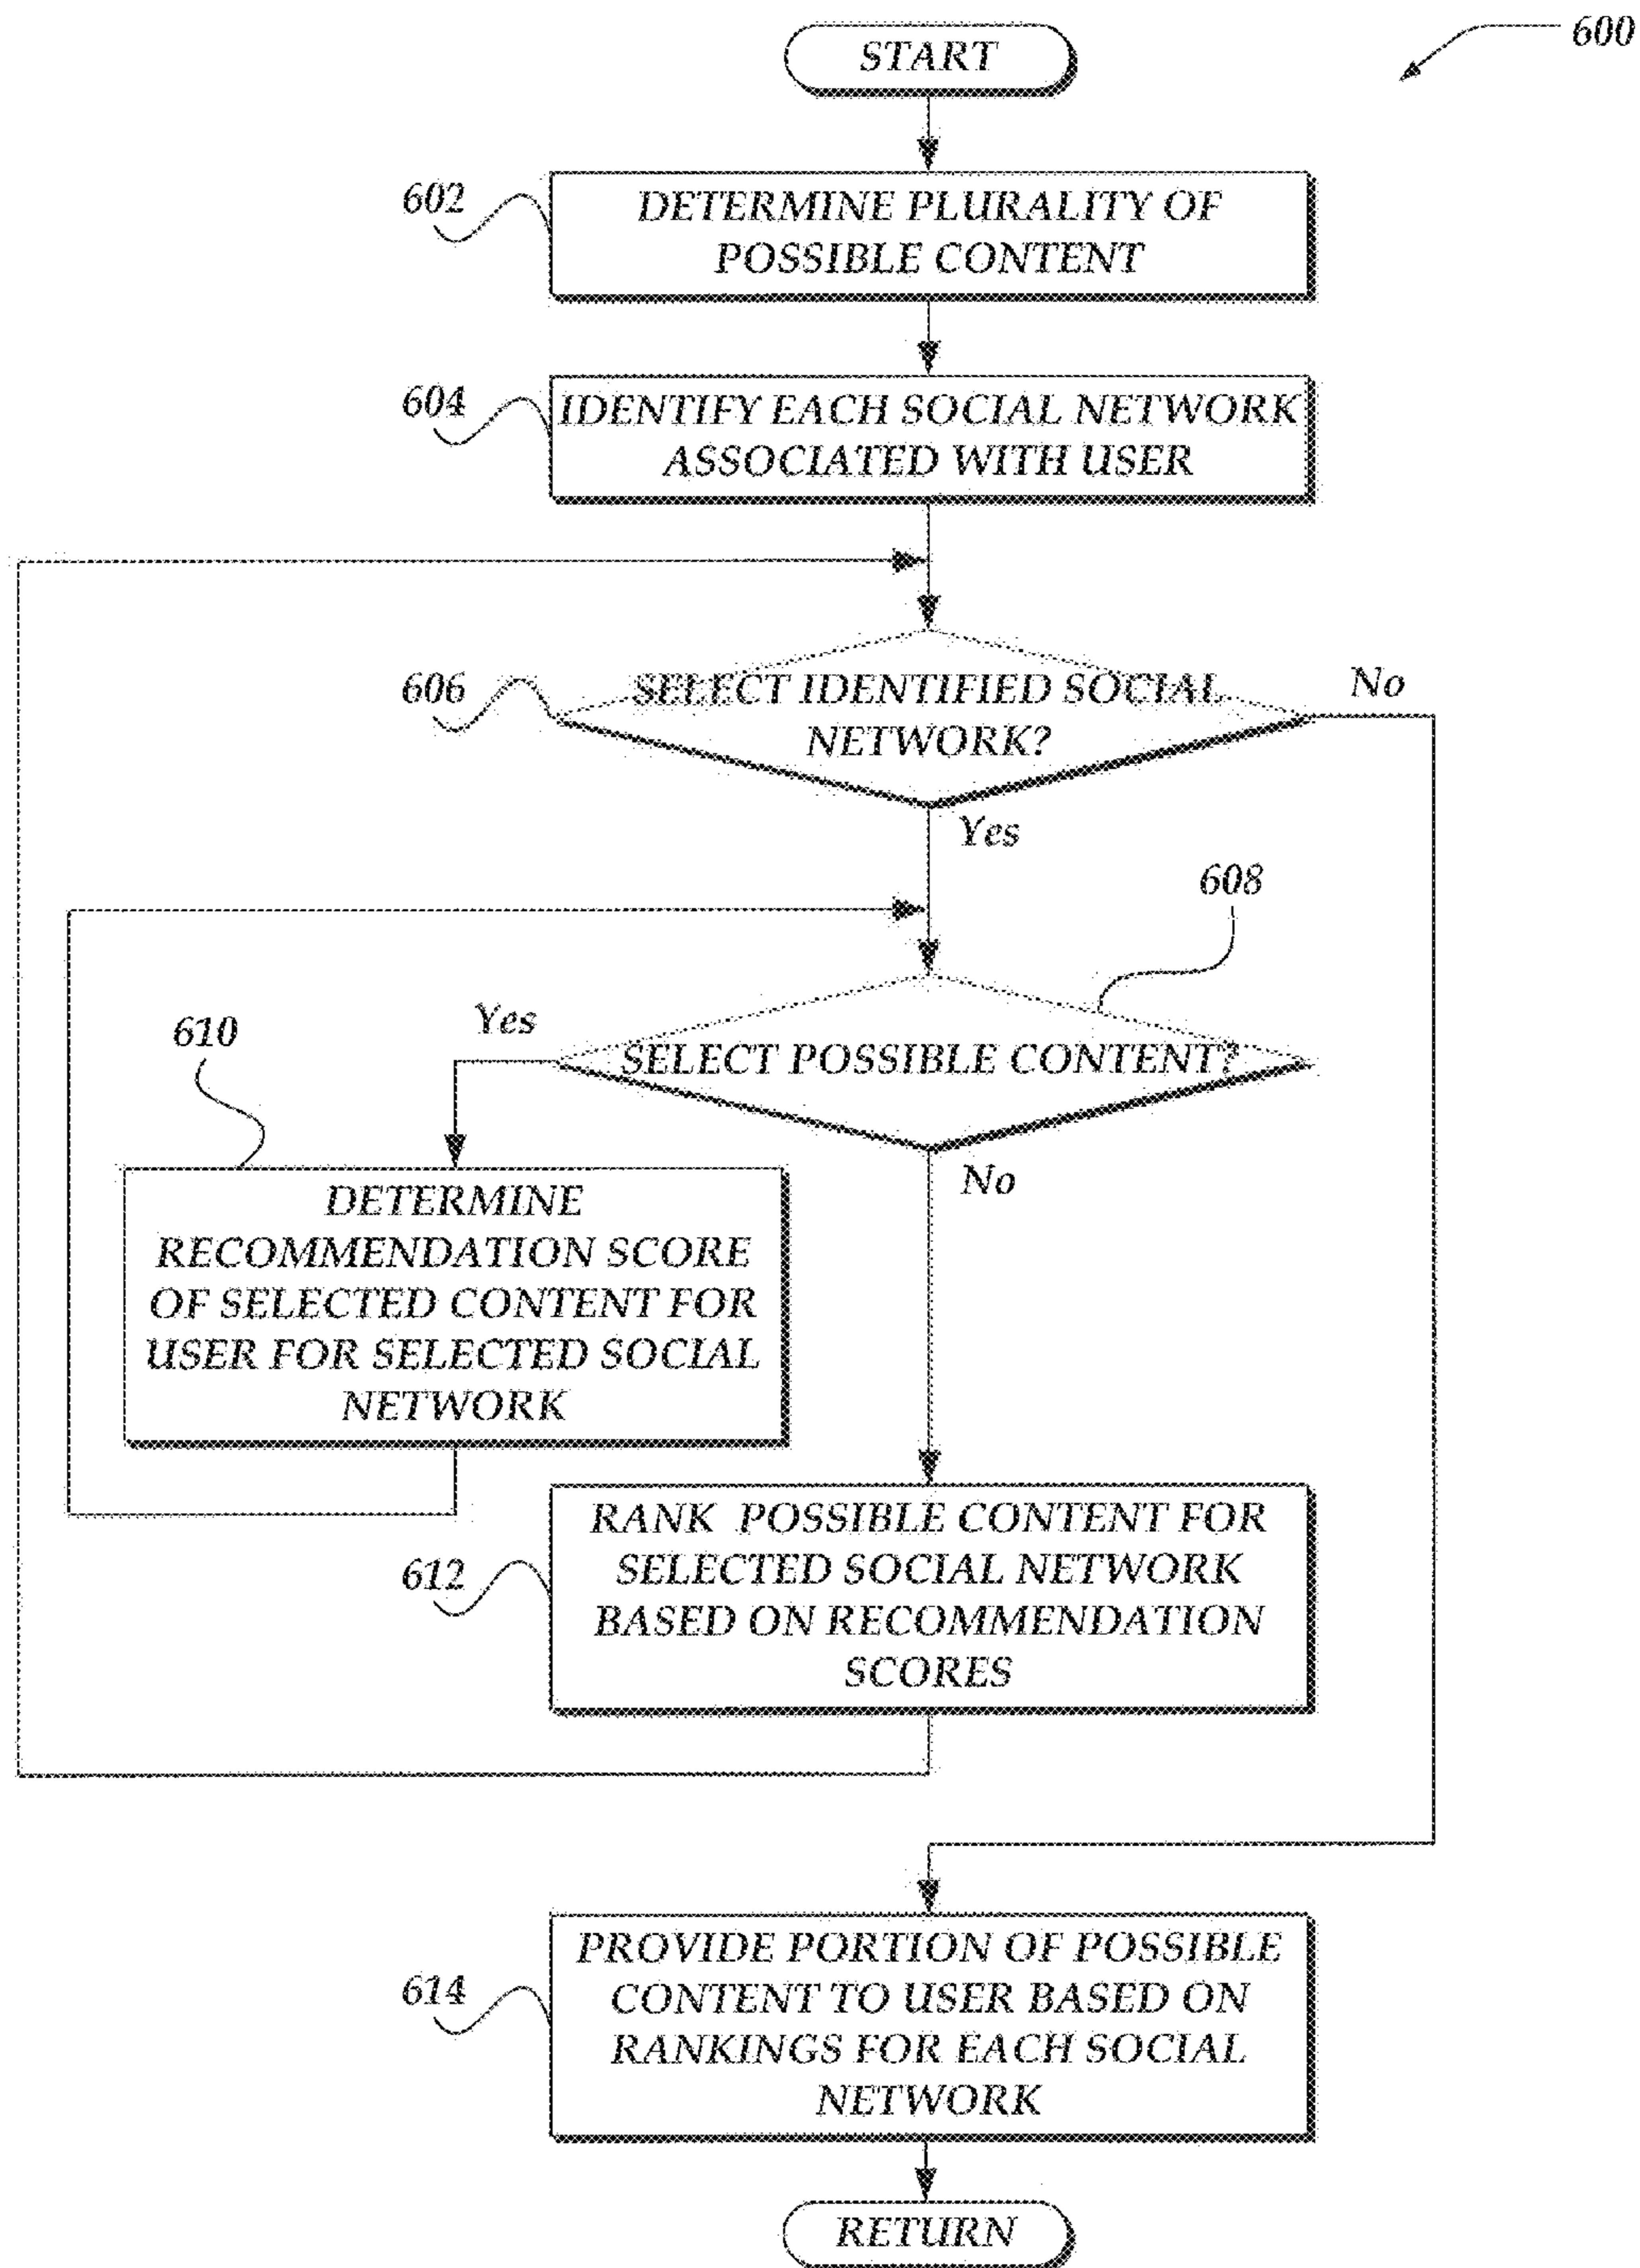 600
START
602
DETERMINE PLURALITY OF
POSSIBLE CONTENT
604
IDENTIFY EACH SOCIAL NETWORK
ASSOCIATED WITH USER
606
SELECT IDENTIFIED SOCIAL
NETWORK?
No
Yes
608
Yes
SELECT POSSIBLE CONTENT?
610
No
DETERMINE
RECOMMENDATION SCORE
OF SELECTED CONTENT FOR
USER FOR SELECTED SOCIAL
NETWORK
612
RANK POSSIBLE CONTENT FOR
SELECTED SOCIAL NETWORK
BASED ON RECOMMENDATION
SCORES
614
PROVIDE PORTION OF POSSIBLE
CONTENT TO USER BASED ON
RANKINGS FOR EACH SOCIAL
NETWORK
RETURN